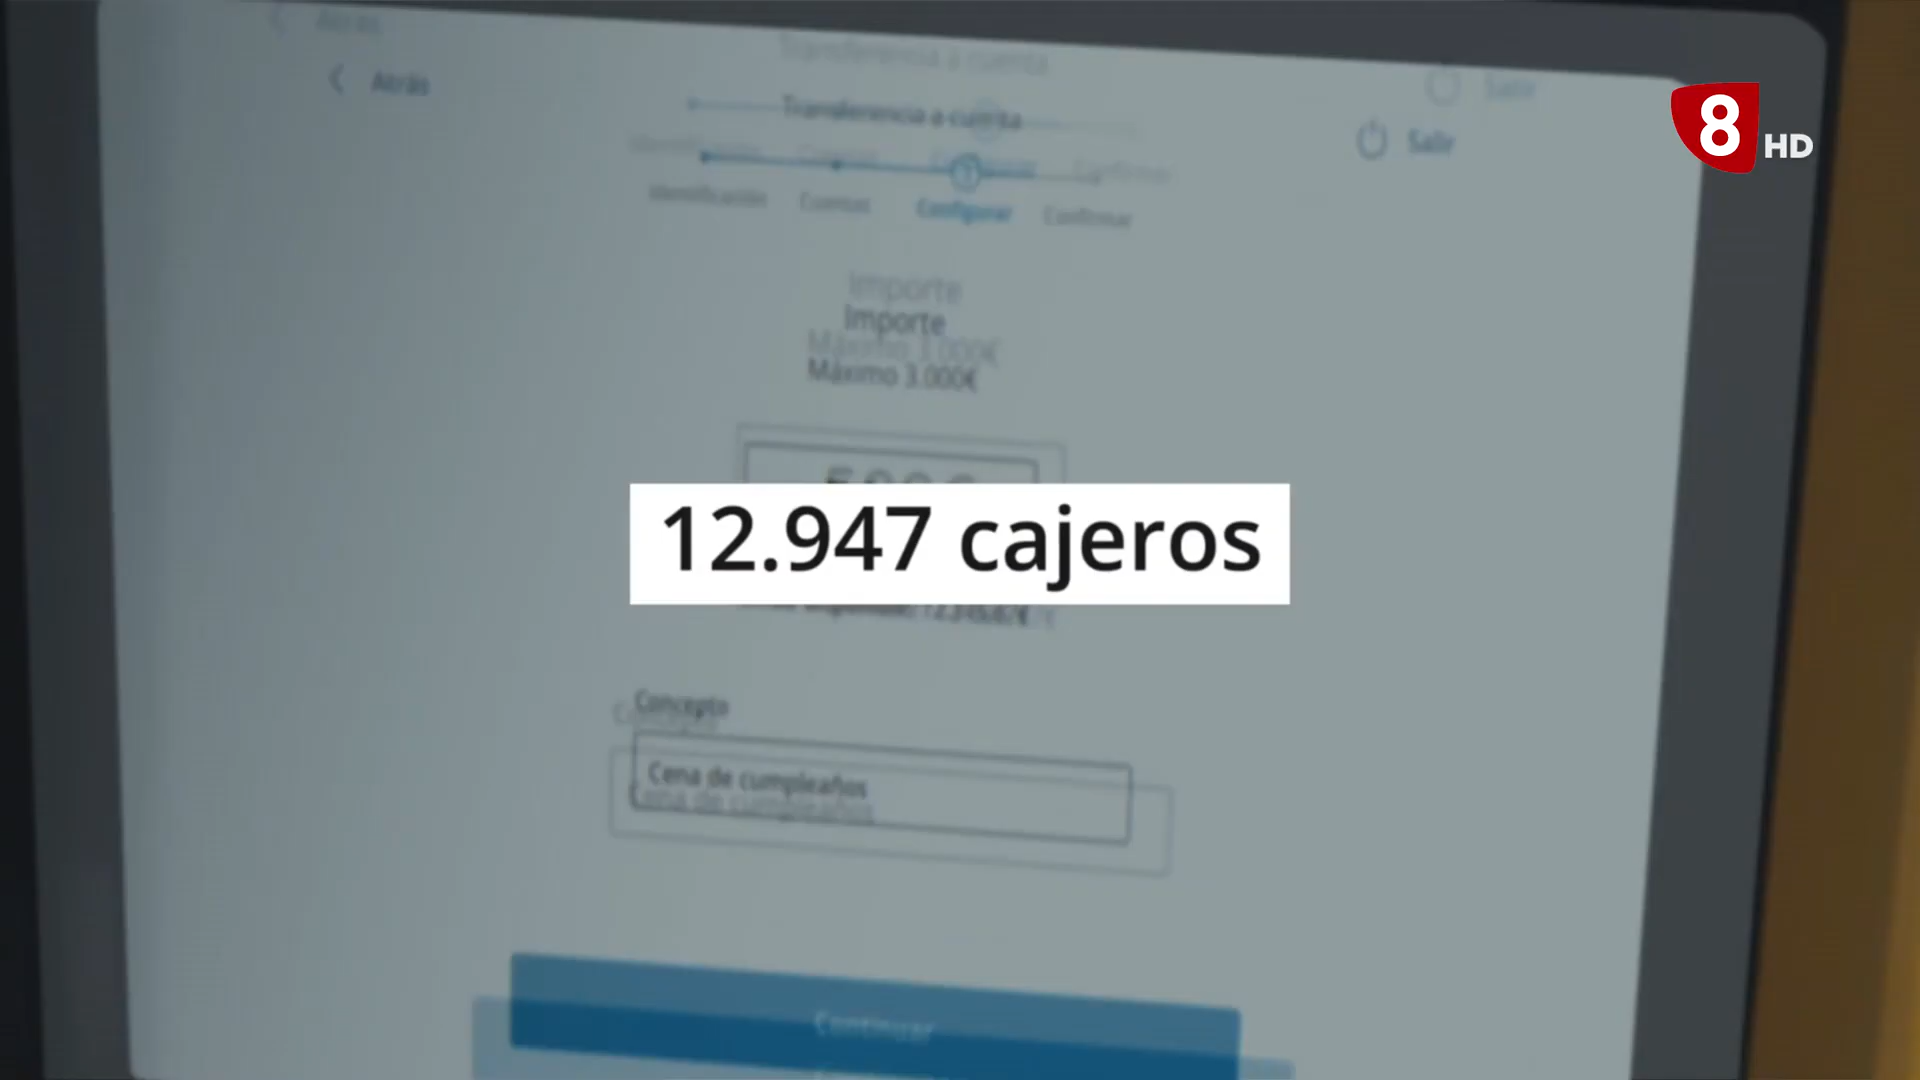 Atrás
Transferencia a cuenta
Salir
8 HD
Identificación Cuentas Configurar Confirmar
Importe
Máximo 3.000€
12.947 cajeros
Concepto
Cena de cumpleaños
Continuar